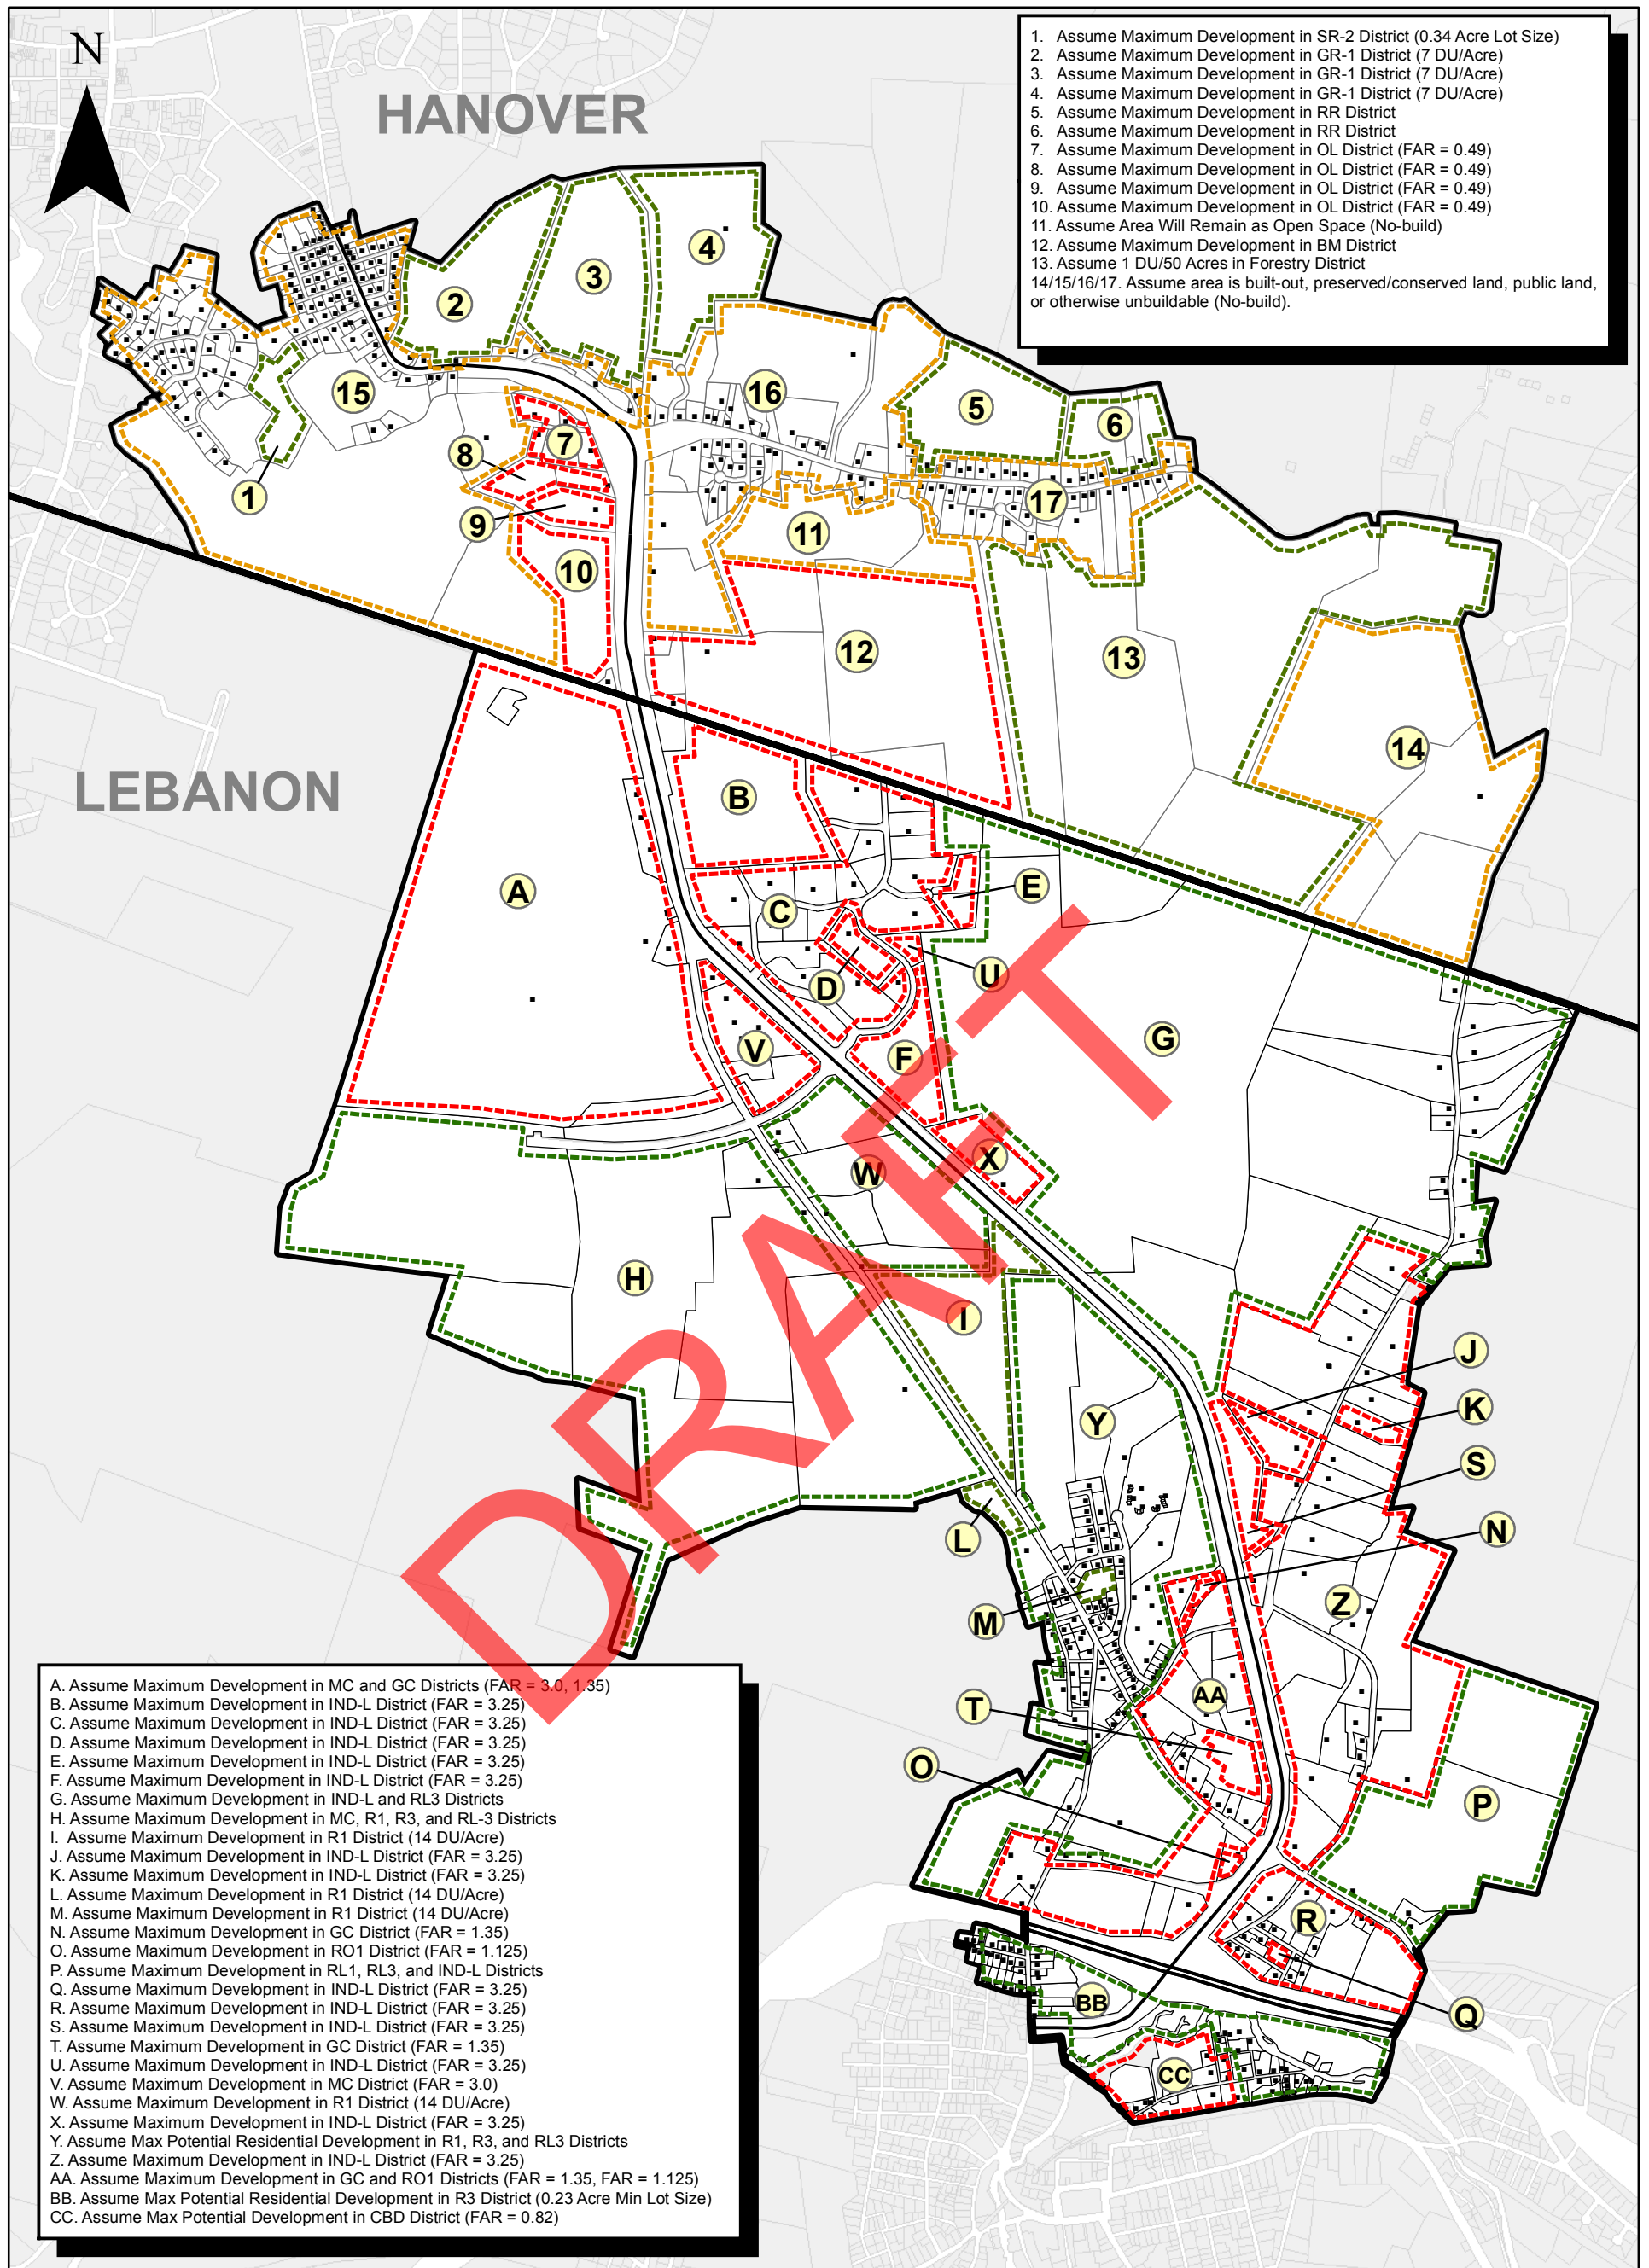 N
HANOVER
1. Assume Maximum Development in SR-2 District (0.34 Acre Lot Size)
2. Assume Maximum Development in GR-1 District (7 DU/Acre)
3. Assume Maximum Development in GR-1 District (7 DU/Acre)
4. Assume Maximum Development in GR-1 District (7 DU/Acre)
5. Assume Maximum Development in RR District
6. Assume Maximum Development in RR District
7. Assume Maximum Development in OL District (FAR = 0.49)
8. Assume Maximum Development in OL District (FAR = 0.49)
9. Assume Maximum Development in OL District (FAR = 0.49)
10. Assume Maximum Development in OL District (FAR = 0.49)
11. Assume Area Will Remain as Open Space (No-build)
12. Assume Maximum Development in BM District
13. Assume 1 DU/50 Acres in Forestry District
14/15/16/17. Assume area is built-out, preserved/conserved land, public land,
or otherwise unbuildable (No-build).
4
3
2
16
15
5
6
7
8
1
17
9
11
10
12
13
14
LEBANON
B
A
E
C
U
D
G
V
F
X
W
H
I
J
Y
K
S
N
L
Z
M
AA
T
O
P
R
BB
Q
CC
DRAFT
A. Assume Maximum Development in MC and GC Districts (FAR = 3.0, 1.35)
B. Assume Maximum Development in IND-L District (FAR = 3.25)
C. Assume Maximum Development in IND-L District (FAR = 3.25)
D. Assume Maximum Development in IND-L District (FAR = 3.25)
E. Assume Maximum Development in IND-L District (FAR = 3.25)
F. Assume Maximum Development in IND-L District (FAR = 3.25)
G. Assume Maximum Development in IND-L and RL3 Districts
H. Assume Maximum Development in MC, R1, R3, and RL-3 Districts
I. Assume Maximum Development in R1 District (14 DU/Acre)
J. Assume Maximum Development in IND-L District (FAR = 3.25)
K. Assume Maximum Development in IND-L District (FAR = 3.25)
L. Assume Maximum Development in R1 District (14 DU/Acre)
M. Assume Maximum Development in R1 District (14 DU/Acre)
N. Assume Maximum Development in GC District (FAR = 1.35)
O. Assume Maximum Development in RO1 District (FAR = 1.125)
P. Assume Maximum Development in RL1, RL3, and IND-L Districts
Q. Assume Maximum Development in IND-L District (FAR = 3.25)
R. Assume Maximum Development in IND-L District (FAR = 3.25)
S. Assume Maximum Development in IND-L District (FAR = 3.25)
T. Assume Maximum Development in GC District (FAR = 1.35)
U. Assume Maximum Development in IND-L District (FAR = 3.25)
V. Assume Maximum Development in MC District (FAR = 3.0)
W. Assume Maximum Development in R1 District (14 DU/Acre)
X. Assume Maximum Development in IND-L District (FAR = 3.25)
Y. Assume Max Potential Residential Development in R1, R3, and RL3 Districts
Z. Assume Maximum Development in IND-L District (FAR = 3.25)
AA. Assume Maximum Development in GC and RO1 Districts (FAR = 1.35, FAR = 1.125)
BB. Assume Max Potential Residential Development in R3 District (0.23 Acre Min Lot Size)
CC. Assume Max Potential Development in CBD District (FAR = 0.82)